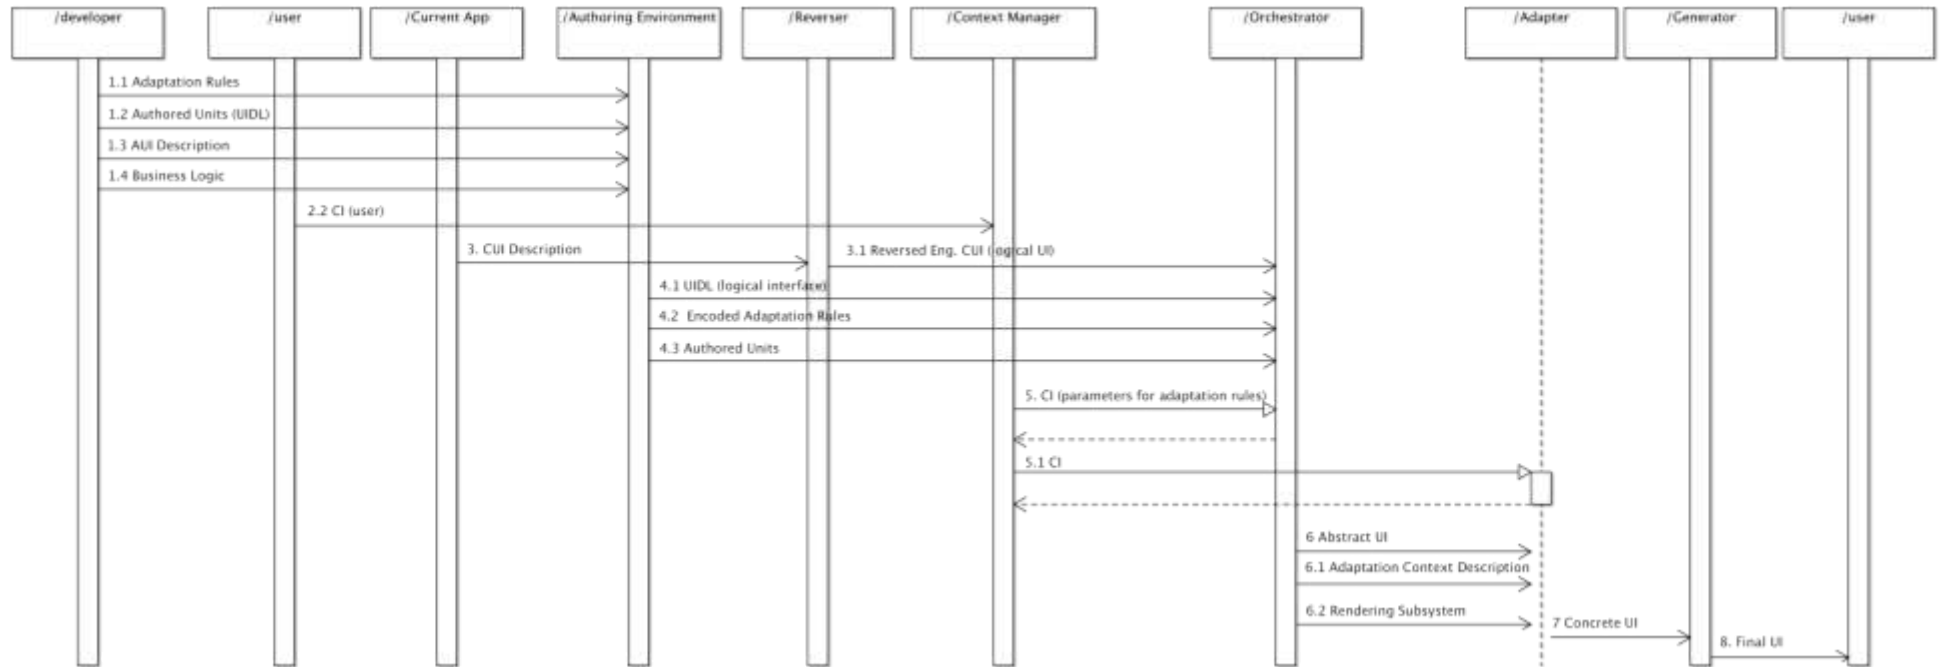 /developer
/user
/Current App
/Authoring Environment
/Reverser
/Context Manager
/Orchestrator
/Adapter
/Generator
/user
1.1 Adaptation Rules
1.2 Authored Units (UIDL)
1.3 AUI Description
1.4 Business Logic
2.2 CI (user)
3. CUI Description
3.1 Reversed Eng. CUI (logical UI)
4.1 UIDL (logical interface)
4.2 Encoded Adaptation Rules
4.3 Authored Units
5. CI (parameters for adaptation rules)
5.1 CI
6 Abstract UI
6.1 Adaptation Context Description
6.2 Rendering Subsystem
7 Concrete UI
8. Final UI